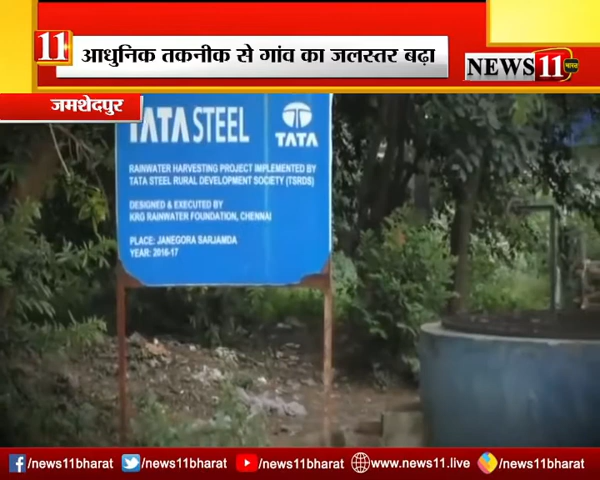 11
आधुनिक तकनीक से गांव का जलस्तर बढ़ा
NEWS 11 भारत
जमशेदपुर
TATA STEEL
TATA
RAINWATER HARVESTING PROJECT IMPLEMENTED BY
TATA STEEL RURAL DEVELOPMENT SOCIETY (TSRDS)
DESIGNED & EXECUTED BY
KRG RAINWATER FOUNDATION, CHENNAI
PLACE: JANEGORA SARJAMDA
YEAR: 2016-17
/news11bharat /news11bharat /news11bharat www.news11.live /news11bharat